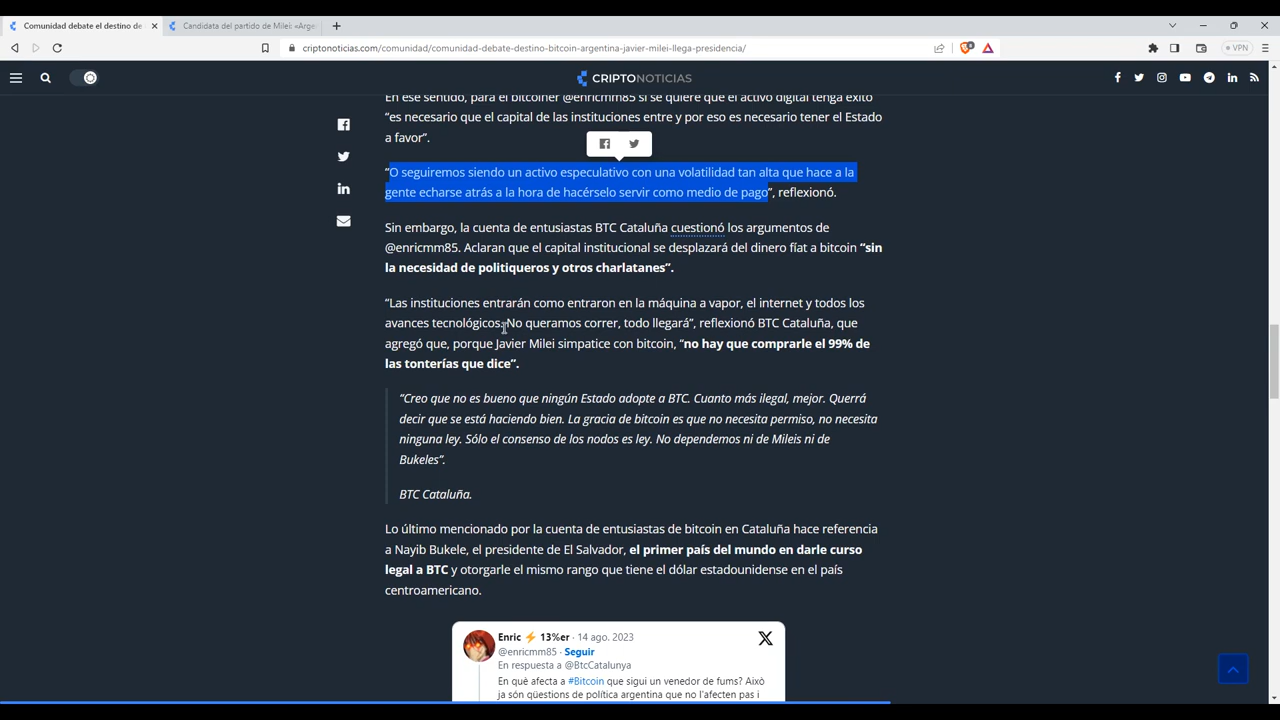 Comunidad debate el destino de
Candidata del partido de Milei: «Arge
criptonoticias.com/comunidad/comunidad-debate-destino-bitcoin-argentina-javier-milei-llega-presidencia/
VPN
CRIPTONOTICIAS
En ese sentido, para el bitcoiner @enricmm85 si se quiere que el activo digital tenga éxito
“es necesario que el capital de las instituciones entre y por eso es necesario tener el Estado
a favor”.
“O seguiremos siendo un activo especulativo con una volatilidad tan alta que hace a la
gente echarse atrás a la hora de hacérselo servir como medio de pago”, reflexionó.
Sin embargo, la cuenta de entusiastas BTC Cataluña cuestionó los argumentos de
@enricmm85. Aclaran que el capital institucional se desplazará del dinero fíat a bitcoin “sin
la necesidad de politiqueros y otros charlatanes”.
“Las instituciones entrarán como entraron en la máquina a vapor, el internet y todos los
avances tecnológicos. No queramos correr, todo llegará”, reflexionó BTC Cataluña, que
agregó que, porque Javier Milei simpatice con bitcoin, “no hay que comprarle el 99% de
las tonterías que dice”.
“Creo que no es bueno que ningún Estado adopte a BTC. Cuanto más ilegal, mejor. Querrá
decir que se está haciendo bien. La gracia de bitcoin es que no necesita permiso, no necesita
ninguna ley. Sólo el consenso de los nodos es ley. No dependemos ni de Mileis ni de
Bukeles”.
BTC Cataluña.
Lo último mencionado por la cuenta de entusiastas de bitcoin en Cataluña hace referencia
a Nayib Bukele, el presidente de El Salvador, el primer país del mundo en darle curso
legal a BTC y otorgarle el mismo rango que tiene el dólar estadounidense en el país
centroamericano.
Enric ⚡ 13%er · 14 ago. 2023
@enricmm85 · Seguir
En respuesta a @BtcCatalunya
En què afecta a #Bitcoin que sigui un venedor de fums? Això
ja són qüestions de política argentina que no l'afecten pas i